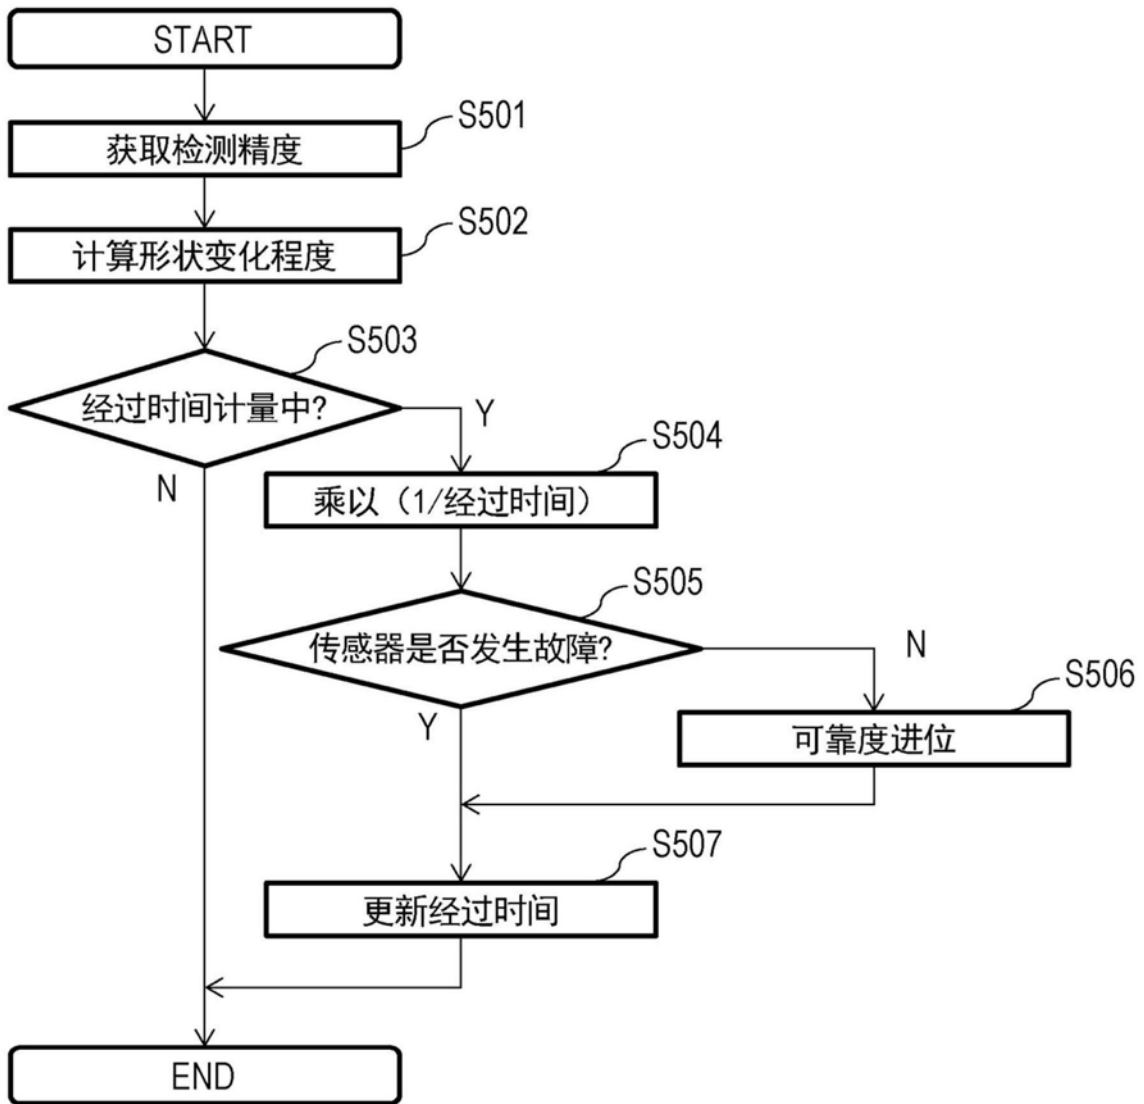 START
S501
获取检测精度
S502
计算形状变化程度
S503
经过时间计量中?
Y
N
S504
乘以（1/经过时间）
S505
传感器是否发生故障?
N
Y
S506
可靠度进位
S507
更新经过时间
END